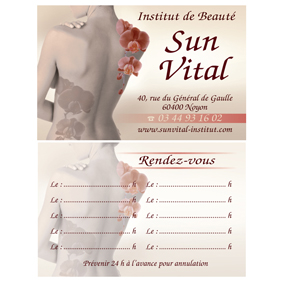 Institut de Beauté
Sun
Vital
40, rue du Général de Gaulle
60400 Noyon
☎ 03 44 93 16 02
www.sunvital-institut.com
Rendez-vous
Le : .............................. h Le : .............................. h
Le : .............................. h Le : .............................. h
Le : .............................. h Le : .............................. h
Le : .............................. h Le : .............................. h
Le : .............................. h Le : .............................. h
Prévenir 24 h à l'avance pour annulation